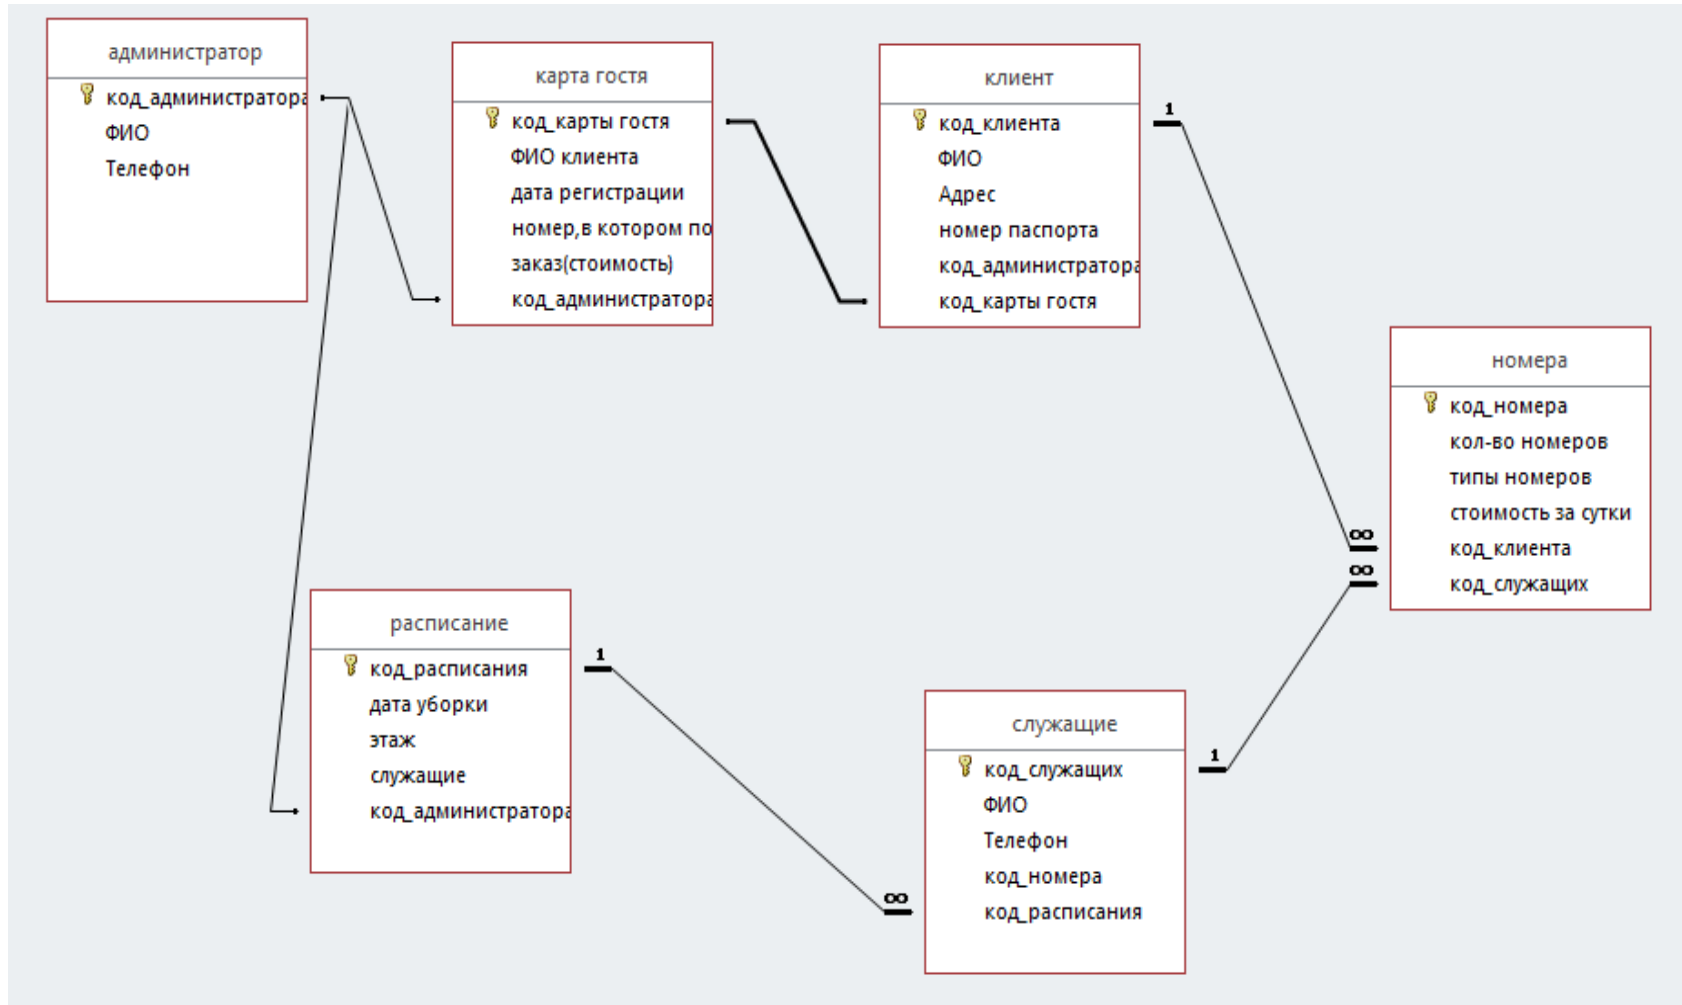 администратор
код_администратора
ФИО
Телефон
карта гостя
код_карты гостя
ФИО клиента
дата регистрации
номер,в котором по
заказ(стоимость)
код_администратора
клиент
код_клиента
ФИО
Адрес
номер паспорта
код_администратора
код_карты гостя
1
номера
код_номера
кол-во номеров
типы номеров
стоимость за сутки
код_клиента
код_служащих
∞
∞
расписание
код_расписания
дата уборки
этаж
служащие
код_администратора
1
служащие
код_служащих
ФИО
Телефон
код_номера
код_расписания
1
∞